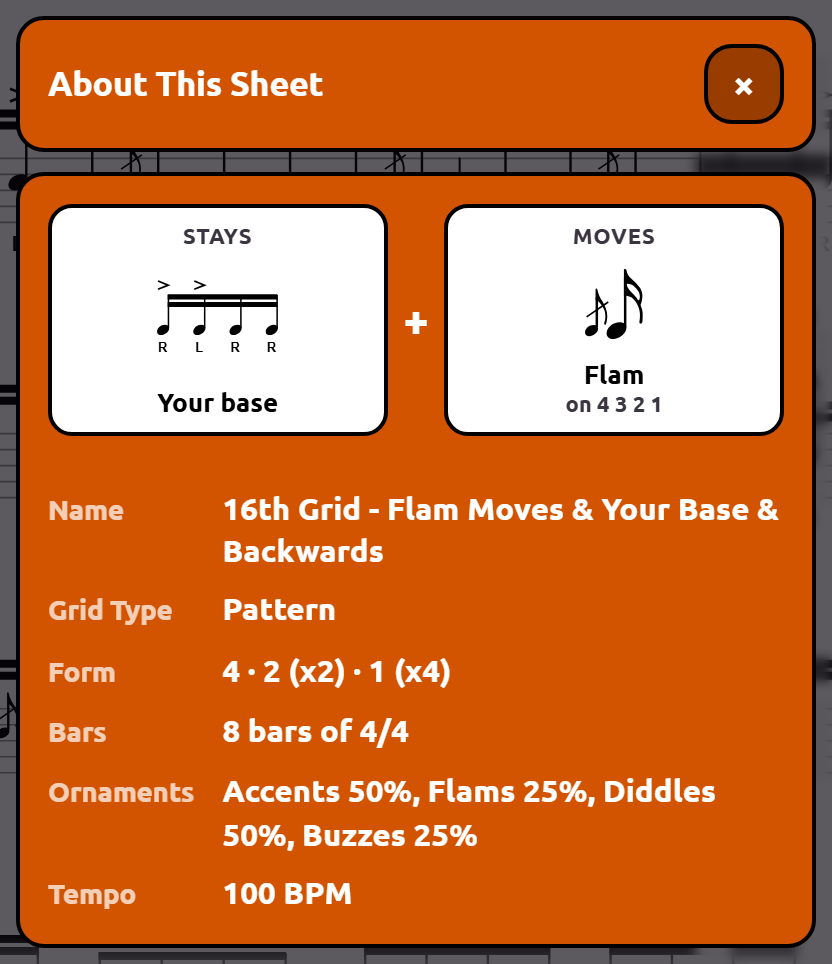 About This Sheet
×
STAYS
> >
R L R R
Your base
+
MOVES
Flam
on 4 3 2 1
Name
16th Grid - Flam Moves & Your Base &
Backwards
Grid Type
Pattern
Form
4 · 2 (x2) · 1 (x4)
Bars
8 bars of 4/4
Ornaments
Accents 50%, Flams 25%, Diddles
50%, Buzzes 25%
Tempo
100 BPM